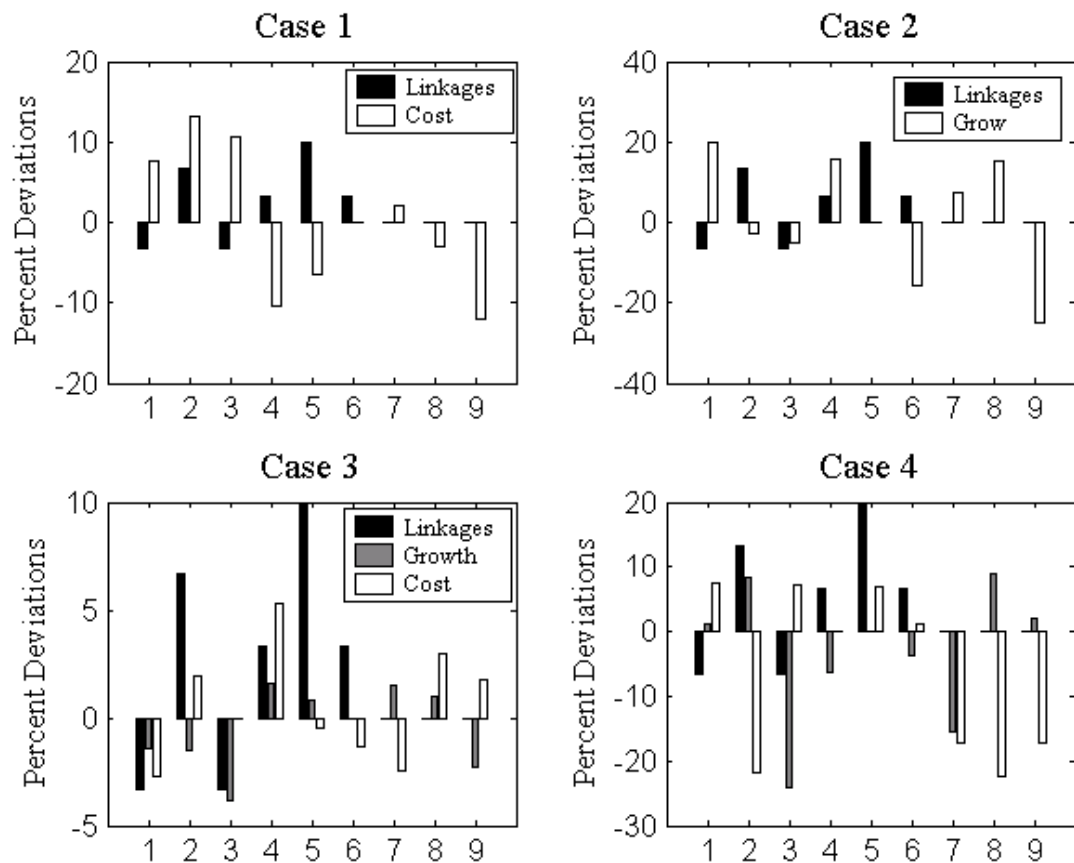 Case 1
Percent Deviations
20
10
0
-10
-20
Linkages
Cost
1 2 3 4 5 6 7 8 9
Case 2
Percent Deviations
40
20
0
-20
-40
Linkages
Grow
1 2 3 4 5 6 7 8 9
Case 3
Percent Deviations
10
5
0
-5
Linkages
Growth
Cost
1 2 3 4 5 6 7 8 9
Case 4
Percent Deviations
20
10
0
-10
-20
-30
1 2 3 4 5 6 7 8 9